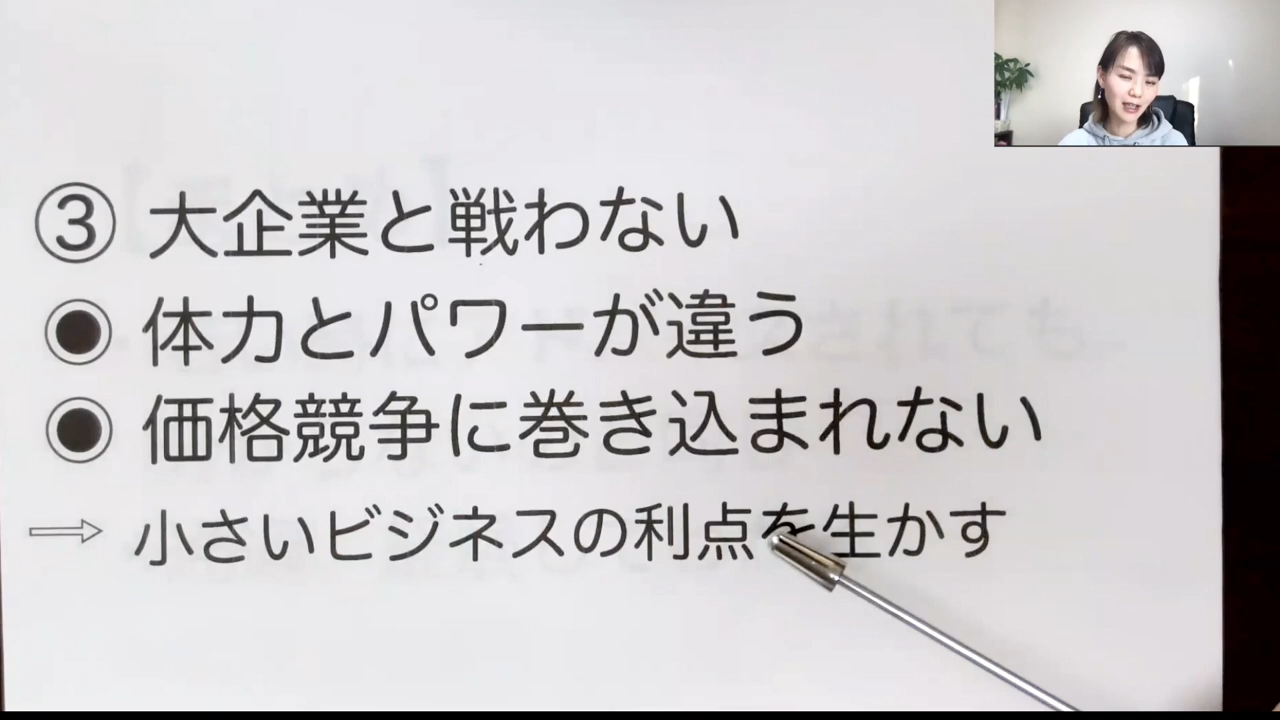 ③ 大企業と戦わない
◉ 体力とパワーが違う
◉ 価格競争に巻き込まれない
⇨ 小さいビジネスの利点を生かす